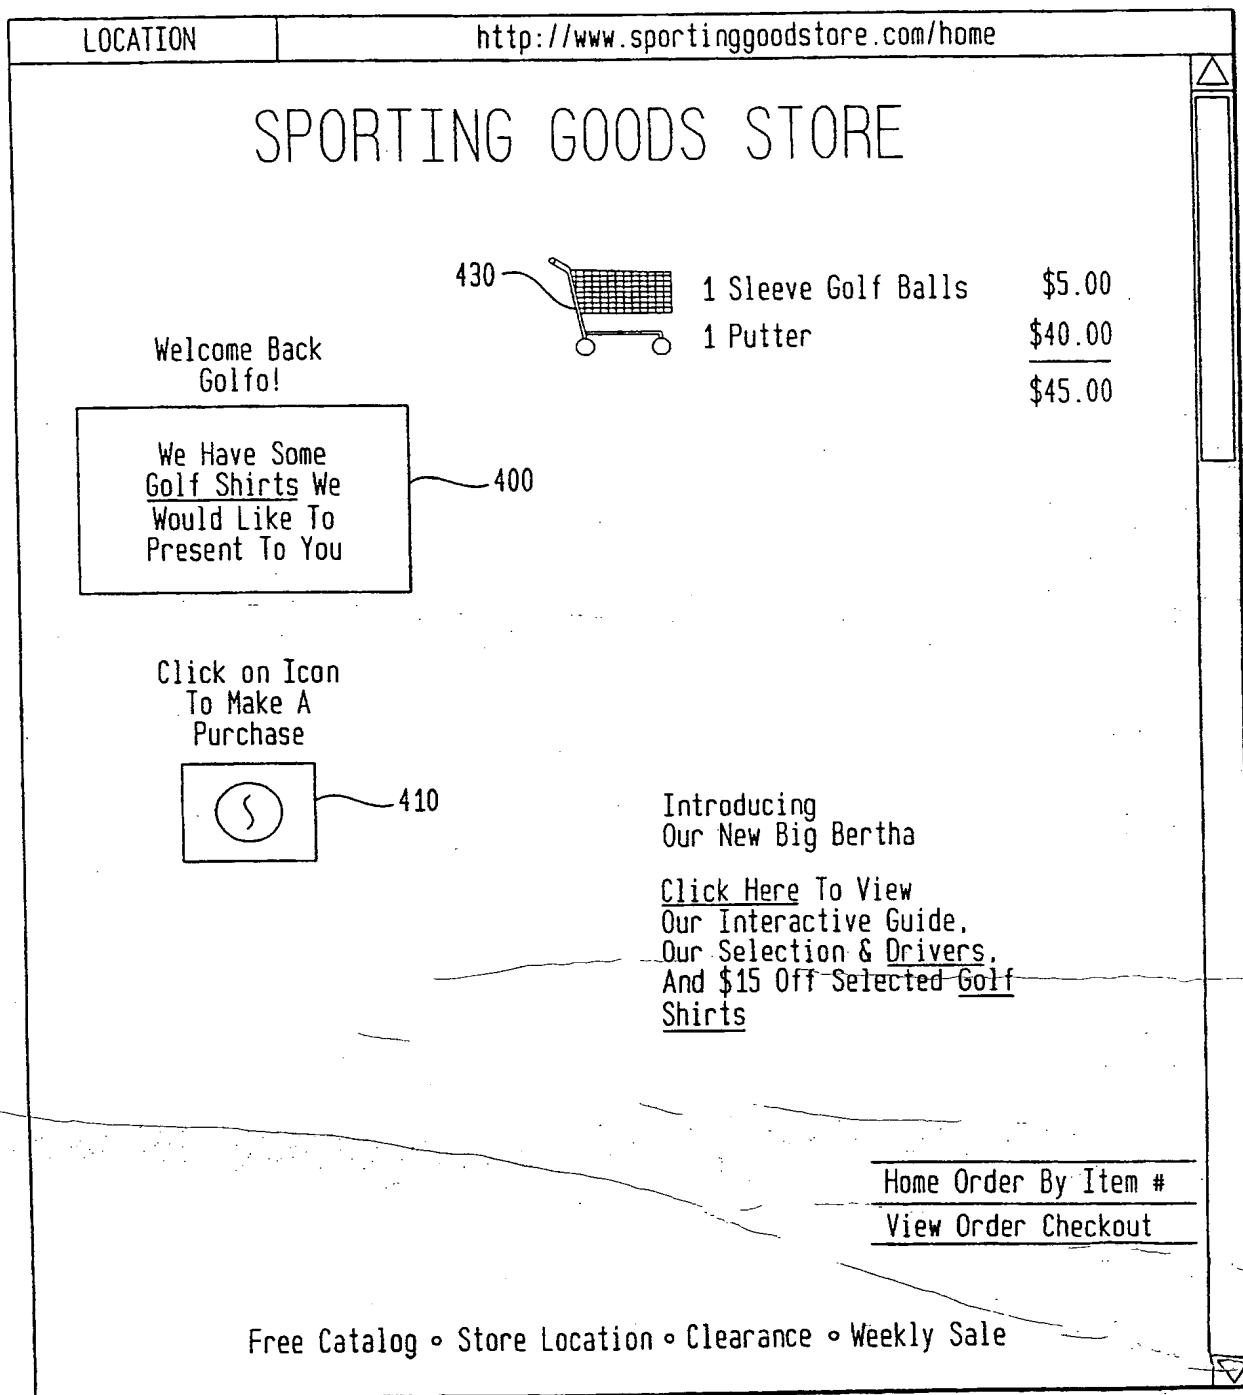 LOCATION http://www.sportinggoodstore.com/home
SPORTING GOODS STORE
430
1 Sleeve Golf Balls $5.00
1 Putter $40.00
$45.00
Welcome Back
Golfo!
We Have Some
Golf Shirts We
Would Like To
Present To You
400
Click on Icon
To Make A
Purchase
410
Introducing
Our New Big Bertha
Click Here To View
Our Interactive Guide,
Our Selection & Drivers,
And $15 Off Selected Golf
Shirts
Home Order By Item #
View Order Checkout
Free Catalog ∘ Store Location ∘ Clearance ∘ Weekly Sale